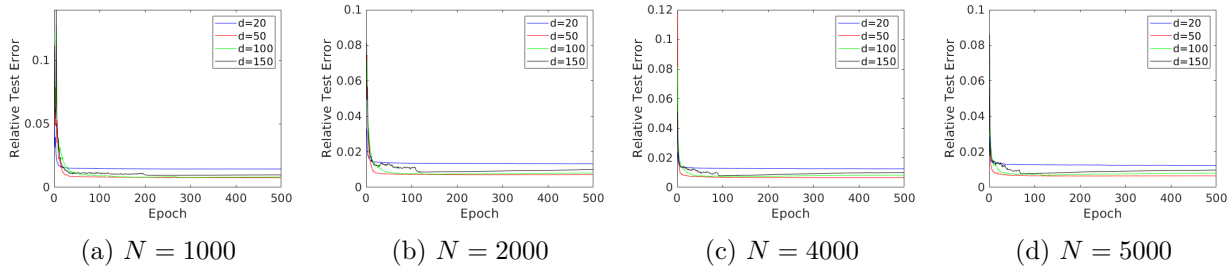 Relative Test Error
0.1
0.05
0
0 100 200 300 400 500
Epoch
d=20
d=50
d=100
d=150
(a) N = 1000
Relative Test Error
0.1
0.08
0.06
0.04
0.02
0
0 100 200 300 400 500
Epoch
d=20
d=50
d=100
d=150
(b) N = 2000
Relative Test Error
0.12
0.1
0.08
0.06
0.04
0.02
0
0 100 200 300 400 500
Epoch
d=20
d=50
d=100
d=150
(c) N = 4000
Relative Test Error
0.1
0.08
0.06
0.04
0.02
0
0 100 200 300 400 500
Epoch
d=20
d=50
d=100
d=150
(d) N = 5000